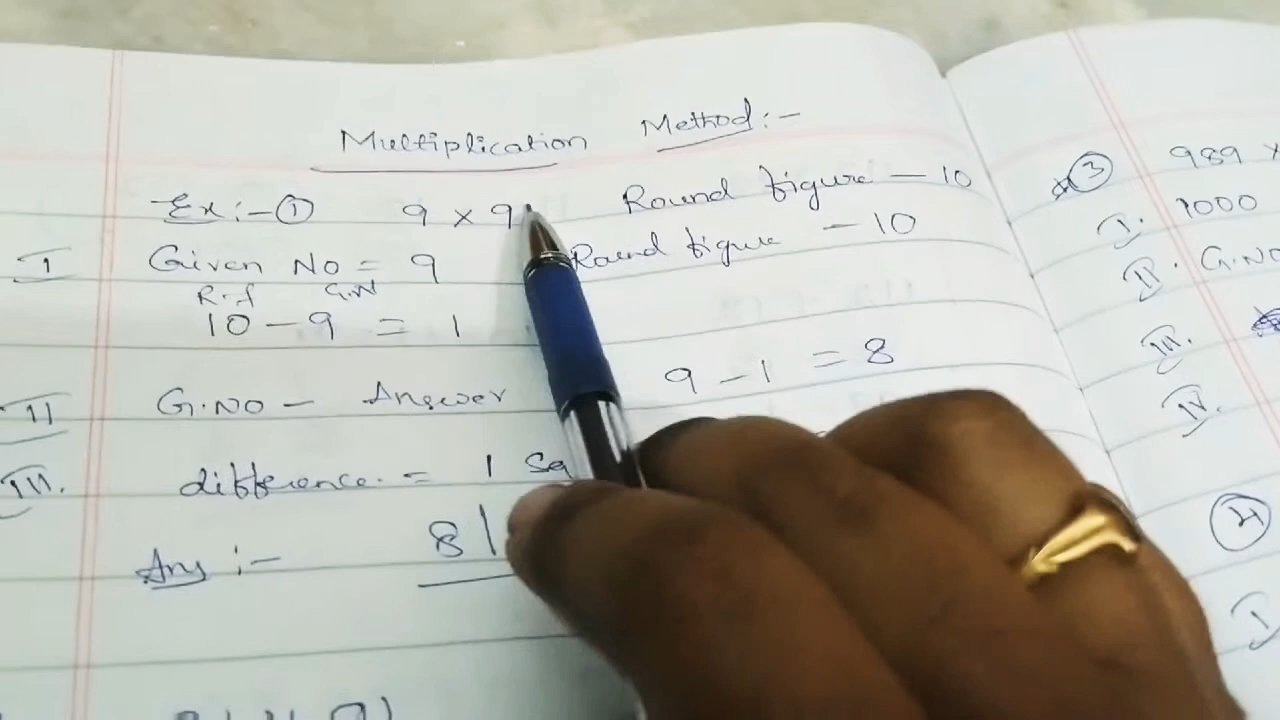 Multiplication Method:-
Ex:- ① 9 × 9 Round figure — 10
I Given No = 9 Round figure — 10
R.f G.N
10 - 9 = 1
II G.NO - Answer 9 - 1 = 8
III. difference. = 1 Sq
Ans :- 8|
③ 989 ×
I. 1000
II. G.NO
III.
IV.
④
I